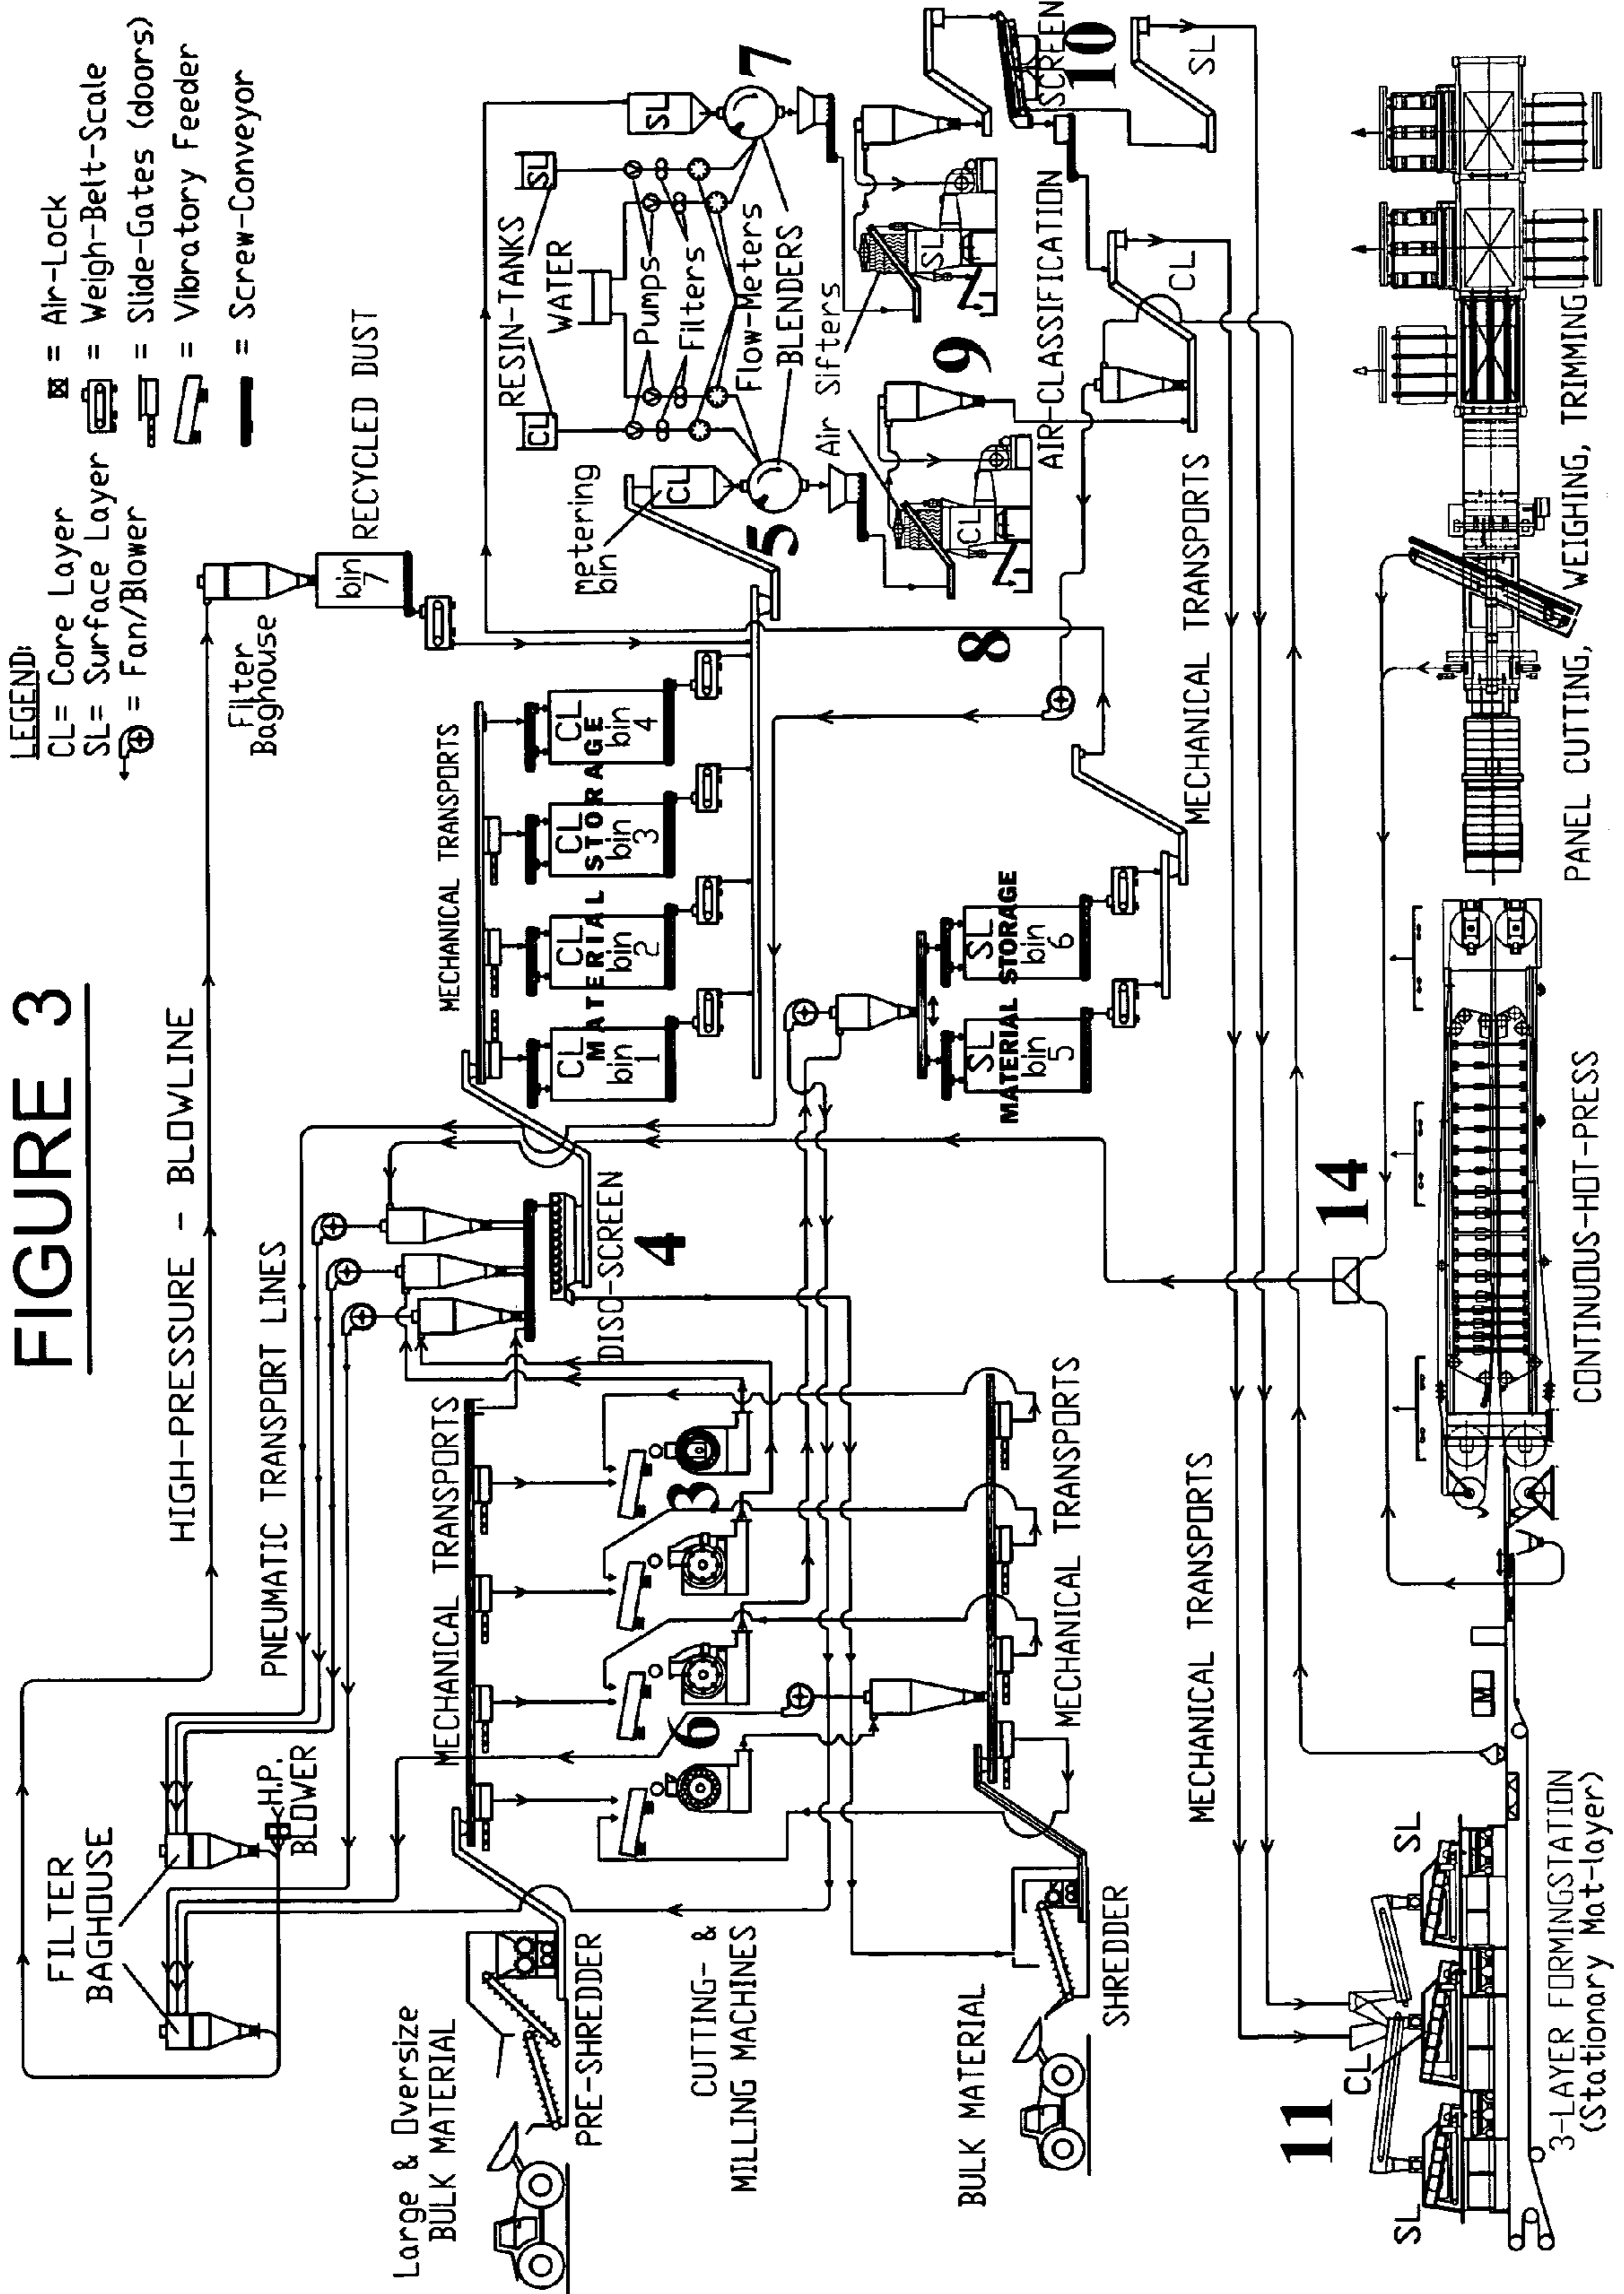 FIGURE 3
LEGEND:
CL= Core Layer
SL= Surface Layer
= Fan/Blower
= Air-Lock
= Weigh-Belt-Scale
= Slide-Gates (doors)
= Vibratory Feeder
= Screw-Conveyor
HIGH-PRESSURE - BLOWLINE
PNEUMATIC TRANSPORT LINES
FILTER
BAGHOUSE
H.P.
BLOWER
Filter
Baghouse
bin
7
RECYCLED DUST
Large & Oversize
BULK MATERIAL
PRE-SHREDDER
MECHANICAL TRANSPORTS
DISC-SCREEN
4
MECHANICAL TRANSPORTS
CL
bin
1
CL
bin
2
CL
bin
3
CL
bin
4
MATERIAL STORAGE
metering
bin
CL
5
RESIN-TANKS
CL
SL
WATER
Pumps
Filters
Flow-Meters
BLENDERS
SL
7
CUTTING- &
MILLING MACHINES
6
3
BULK MATERIAL
SHREDDER
MECHANICAL TRANSPORTS
SL
bin
5
SL
bin
6
MATERIAL STORAGE
8
Air Sifters
CL
9
SL
AIR-CLASSIFICATION
SCREEN
10
CL
SL
MECHANICAL TRANSPORTS
MECHANICAL TRANSPORTS
11
SL
CL
SL
3-LAYER FORMINGSTATION
(Stationary Mat-layer)
M
14
CONTINUOUS-HOT-PRESS
PANEL CUTTING, WEIGHING, TRIMMING